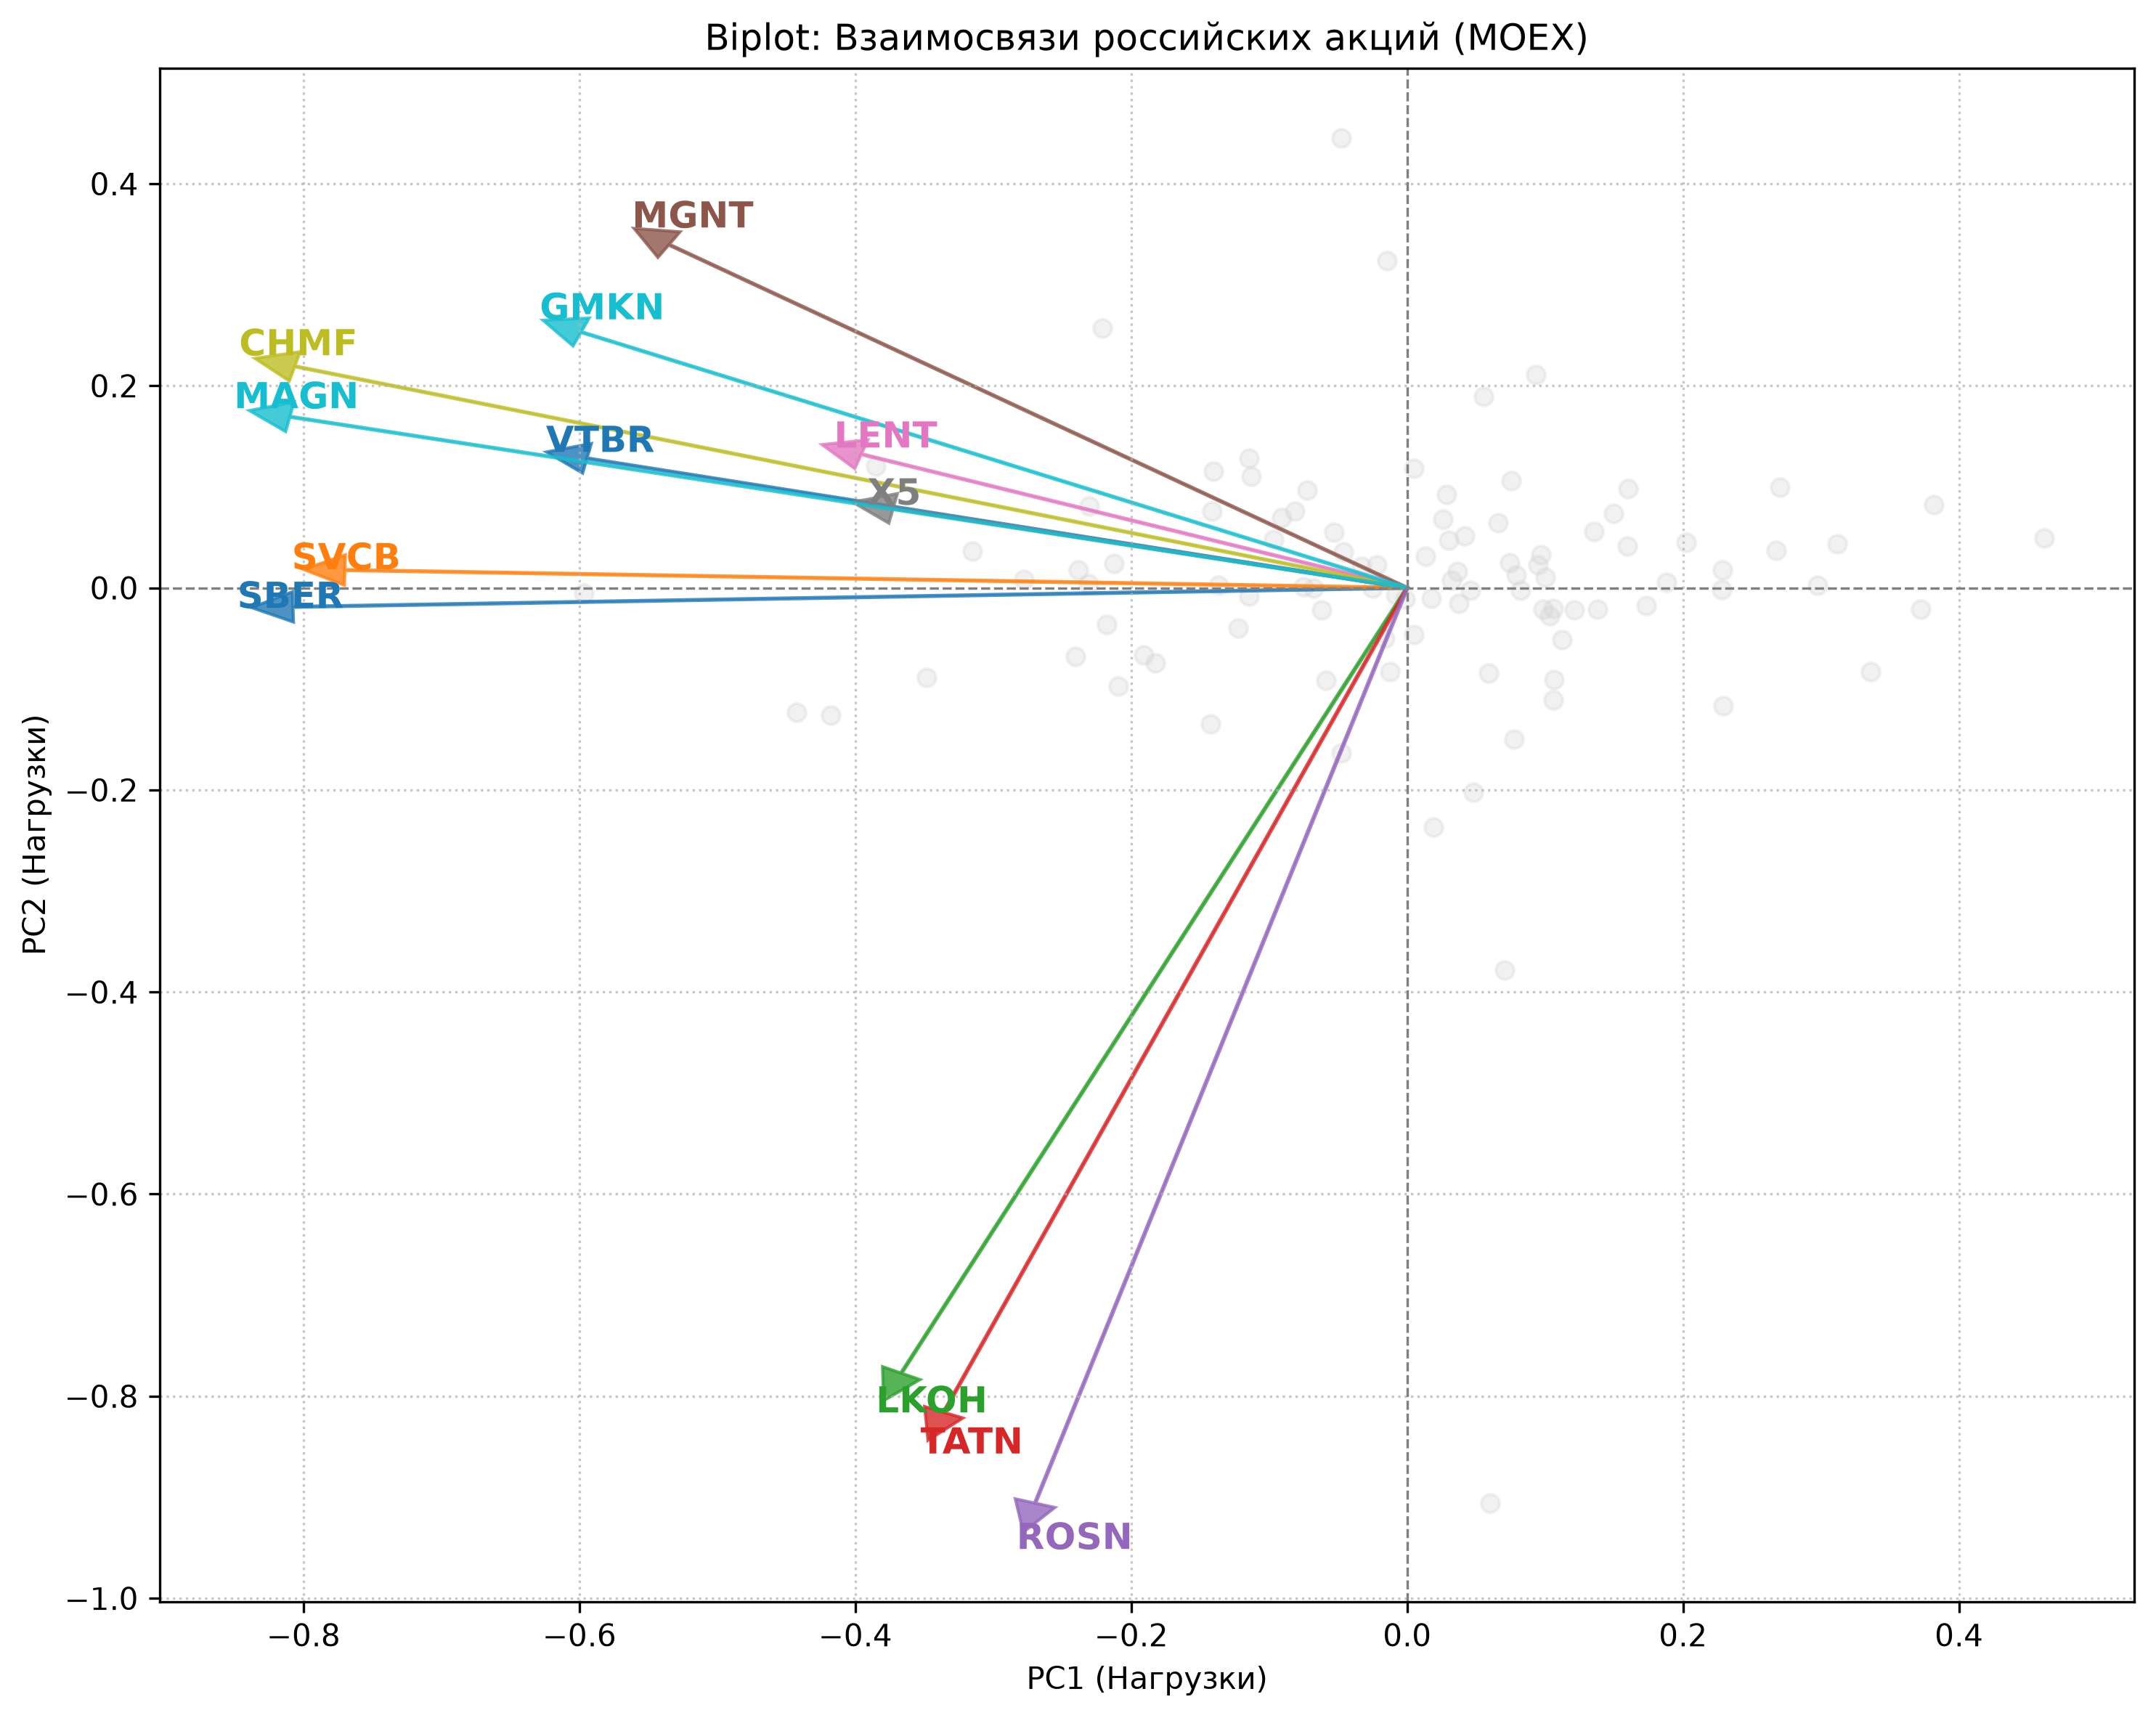 Biplot: Взаимосвязи российских акций (MOEX)
0.4
MGNT
GMKN
CHMF
0.2
MAGN
VTBR
LENT
X5
SVCB
0.0
SBER
−0.2
PC2 (Нагрузки)
−0.4
−0.6
−0.8
LKOH
TATN
ROSN
−1.0
−0.8 −0.6 −0.4 −0.2 0.0 0.2 0.4
PC1 (Нагрузки)